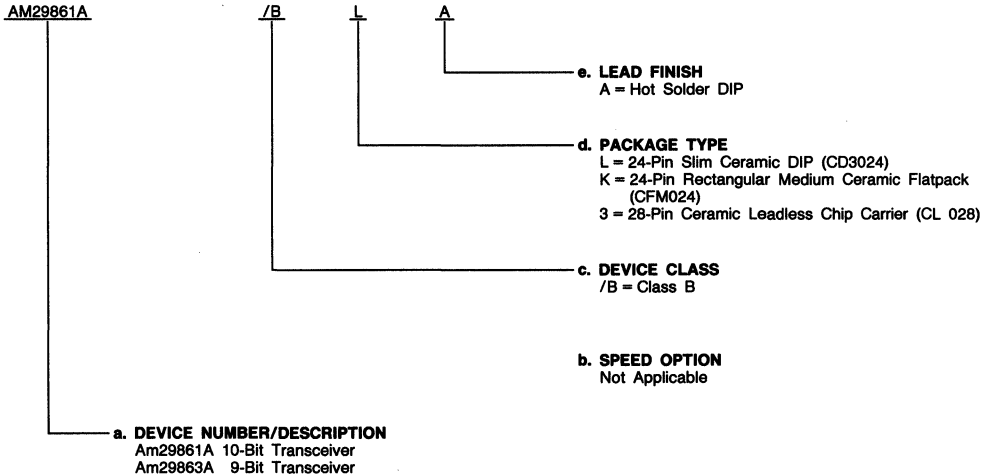 AM29861A /B L A
e. LEAD FINISH
A = Hot Solder DIP
d. PACKAGE TYPE
L = 24-Pin Slim Ceramic DIP (CD3024)
K = 24-Pin Rectangular Medium Ceramic Flatpack
(CFM024)
3 = 28-Pin Ceramic Leadless Chip Carrier (CL 028)
c. DEVICE CLASS
/B = Class B
b. SPEED OPTION
Not Applicable
a. DEVICE NUMBER/DESCRIPTION
Am29861A 10-Bit Transceiver
Am29863A 9-Bit Transceiver